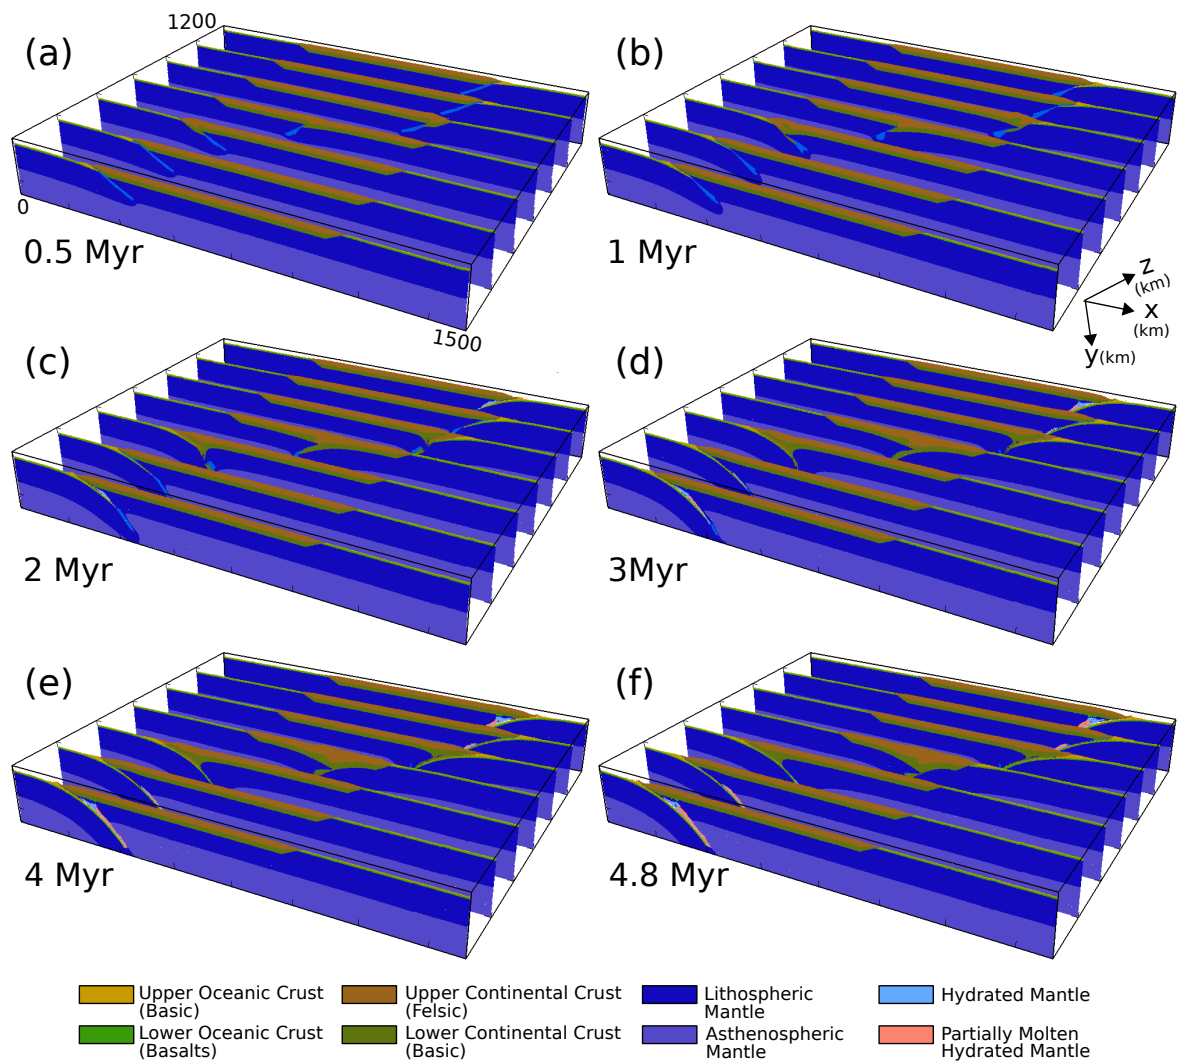 (a)
1200
0
0.5 Myr
1500
(b)
1 Myr
z
(km)
x
(km)
y(km)
(c)
2 Myr
(d)
3Myr
(e)
4 Myr
(f)
4.8 Myr
Upper Oceanic Crust
(Basic)
Upper Continental Crust
(Felsic)
Lithospheric
Mantle
Hydrated Mantle
Lower Oceanic Crust
(Basalts)
Lower Continental Crust
(Basic)
Asthenospheric
Mantle
Partially Molten
Hydrated Mantle